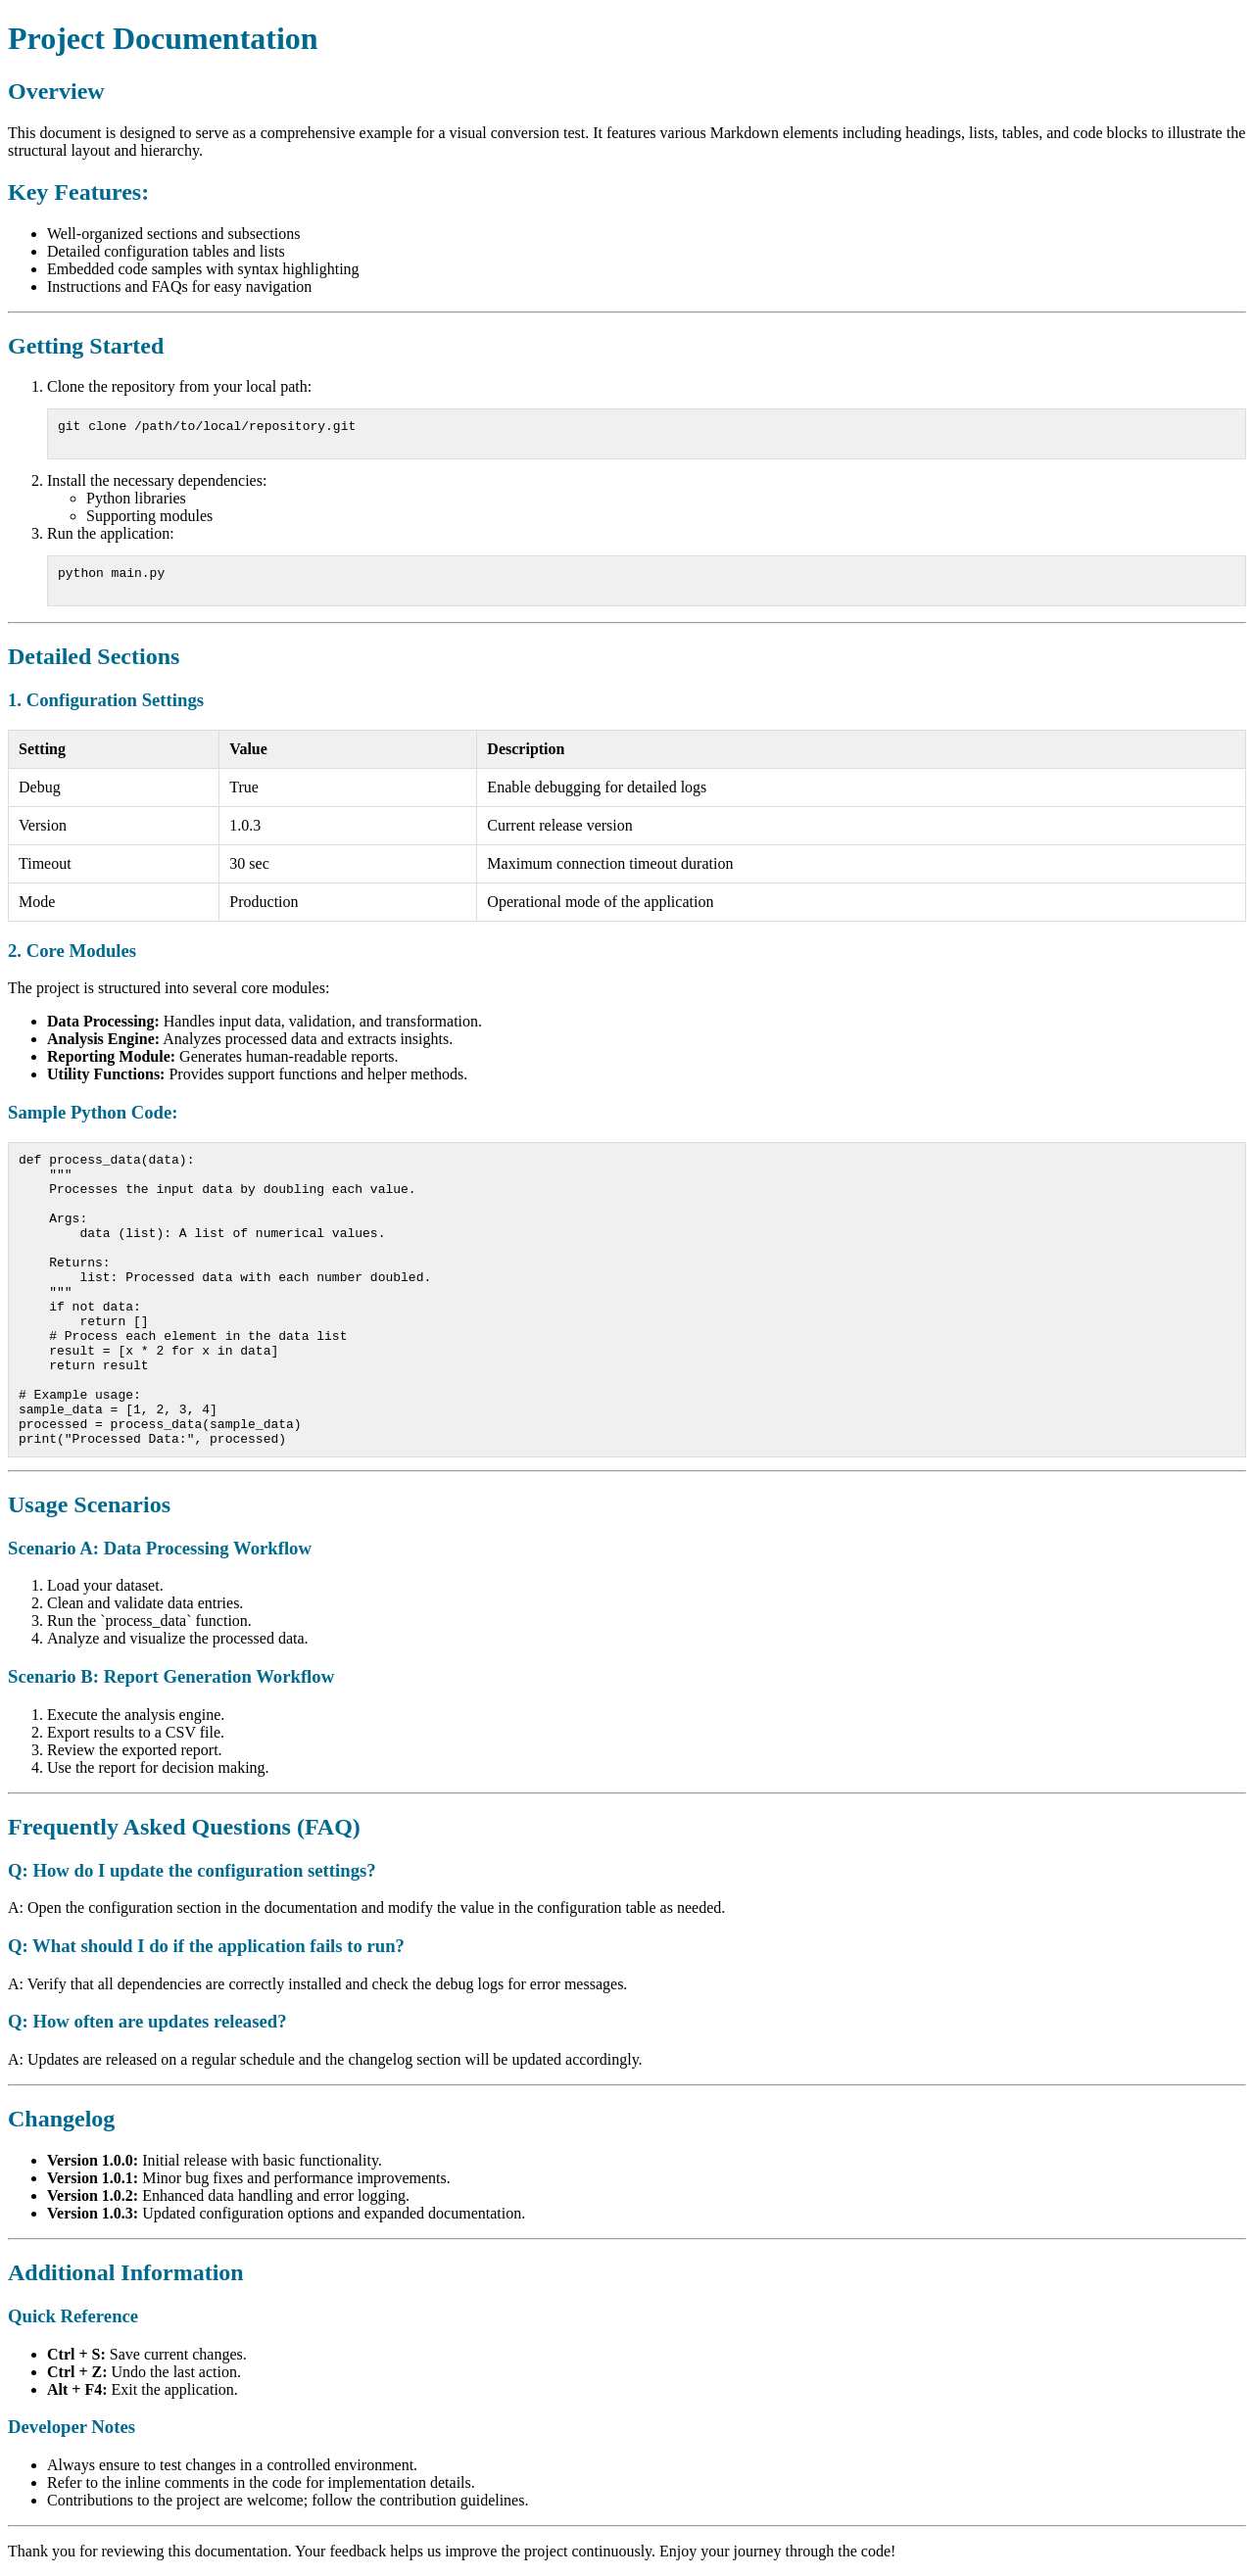 Project Documentation
Overview
This document is designed to serve as a comprehensive example for a visual conversion test. It features various Markdown elements including headings, lists, tables, and code blocks to illustrate the
structural layout and hierarchy.
Key Features:
• Well-organized sections and subsections
• Detailed configuration tables and lists
• Embedded code samples with syntax highlighting
• Instructions and FAQs for easy navigation
Getting Started
1. Clone the repository from your local path:
git clone /path/to/local/repository.git
2. Install the necessary dependencies:
◦ Python libraries
◦ Supporting modules
3. Run the application:
python main.py
Detailed Sections
1. Configuration Settings
Setting Value Description
Debug True Enable debugging for detailed logs
Version 1.0.3 Current release version
Timeout 30 sec Maximum connection timeout duration
Mode Production Operational mode of the application
2. Core Modules
The project is structured into several core modules:
• Data Processing: Handles input data, validation, and transformation.
• Analysis Engine: Analyzes processed data and extracts insights.
• Reporting Module: Generates human-readable reports.
• Utility Functions: Provides support functions and helper methods.
Sample Python Code:
def process_data(data):
    """
    Processes the input data by doubling each value.

    Args:
        data (list): A list of numerical values.

    Returns:
        list: Processed data with each number doubled.
    """
    if not data:
        return []
    # Process each element in the data list
    result = [x * 2 for x in data]
    return result

# Example usage:
sample_data = [1, 2, 3, 4]
processed = process_data(sample_data)
print("Processed Data:", processed)
Usage Scenarios
Scenario A: Data Processing Workflow
1. Load your dataset.
2. Clean and validate data entries.
3. Run the `process_data` function.
4. Analyze and visualize the processed data.
Scenario B: Report Generation Workflow
1. Execute the analysis engine.
2. Export results to a CSV file.
3. Review the exported report.
4. Use the report for decision making.
Frequently Asked Questions (FAQ)
Q: How do I update the configuration settings?
A: Open the configuration section in the documentation and modify the value in the configuration table as needed.
Q: What should I do if the application fails to run?
A: Verify that all dependencies are correctly installed and check the debug logs for error messages.
Q: How often are updates released?
A: Updates are released on a regular schedule and the changelog section will be updated accordingly.
Changelog
• Version 1.0.0: Initial release with basic functionality.
• Version 1.0.1: Minor bug fixes and performance improvements.
• Version 1.0.2: Enhanced data handling and error logging.
• Version 1.0.3: Updated configuration options and expanded documentation.
Additional Information
Quick Reference
• Ctrl + S: Save current changes.
• Ctrl + Z: Undo the last action.
• Alt + F4: Exit the application.
Developer Notes
• Always ensure to test changes in a controlled environment.
• Refer to the inline comments in the code for implementation details.
• Contributions to the project are welcome; follow the contribution guidelines.
Thank you for reviewing this documentation. Your feedback helps us improve the project continuously. Enjoy your journey through the code!